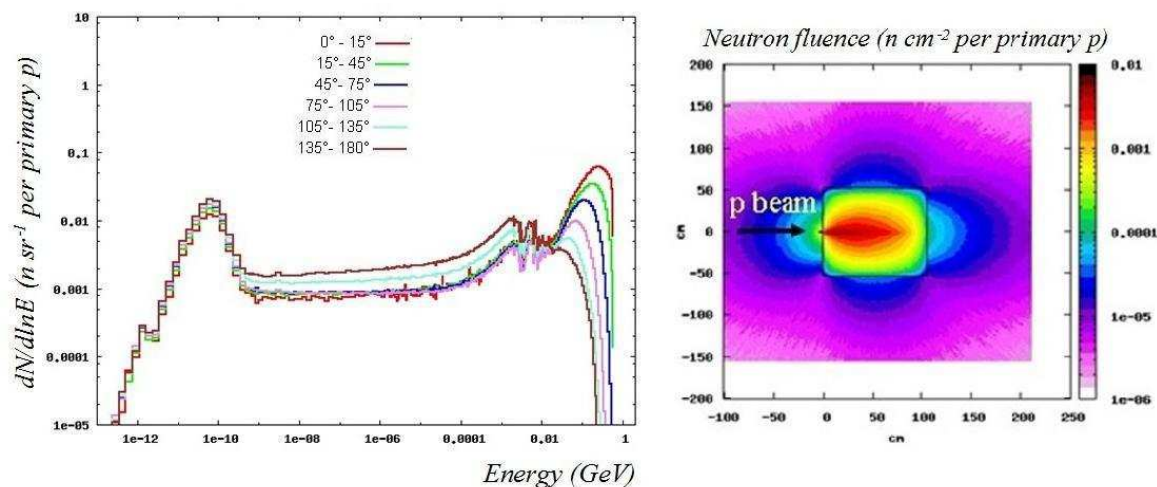 dN/dlnE (n sr⁻¹ per primary p)
10
1
0.1
0.01
0.001
0.0001
1e-05
0° - 15°
15°- 45°
45°- 75°
75°- 105°
105°- 135°
135°- 180°
1e-12
1e-10
1e-08
1e-06
0.0001
0.01
1
Energy (GeV)
Neutron fluence (n cm⁻² per primary p)
cm
200
150
100
50
0
-50
-100
-150
-200
p beam
-100
-50
0
50
100
150
200
250
cm
0.01
0.001
0.0001
1e-05
1e-06